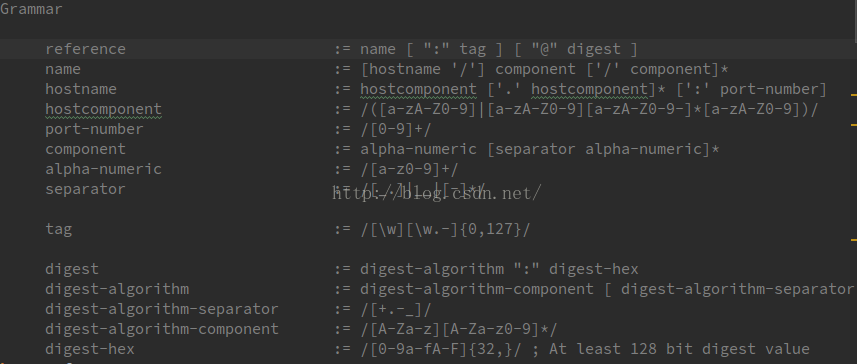 Grammar
reference := name [ ":" tag ] [ "@" digest ]
name := [hostname '/'] component ['/' component]*
hostname := hostcomponent ['.' hostcomponent]* [':' port-number]
hostcomponent := /([a-zA-Z0-9]|[a-zA-Z0-9][a-zA-Z0-9-]*[a-zA-Z0-9])/
port-number := /[0-9]+/
component := alpha-numeric [separator alpha-numeric]*
alpha-numeric := /[a-z0-9]+/
separator
http://blog.csdn.net/
tag := /[\w][\w.-]{0,127}/
digest := digest-algorithm ":" digest-hex
digest-algorithm := digest-algorithm-component [ digest-algorithm-separator
digest-algorithm-separator := /[+.-_]/
digest-algorithm-component := /[A-Za-z][A-Za-z0-9]*/
digest-hex := /[0-9a-fA-F]{32,}/ ; At least 128 bit digest value